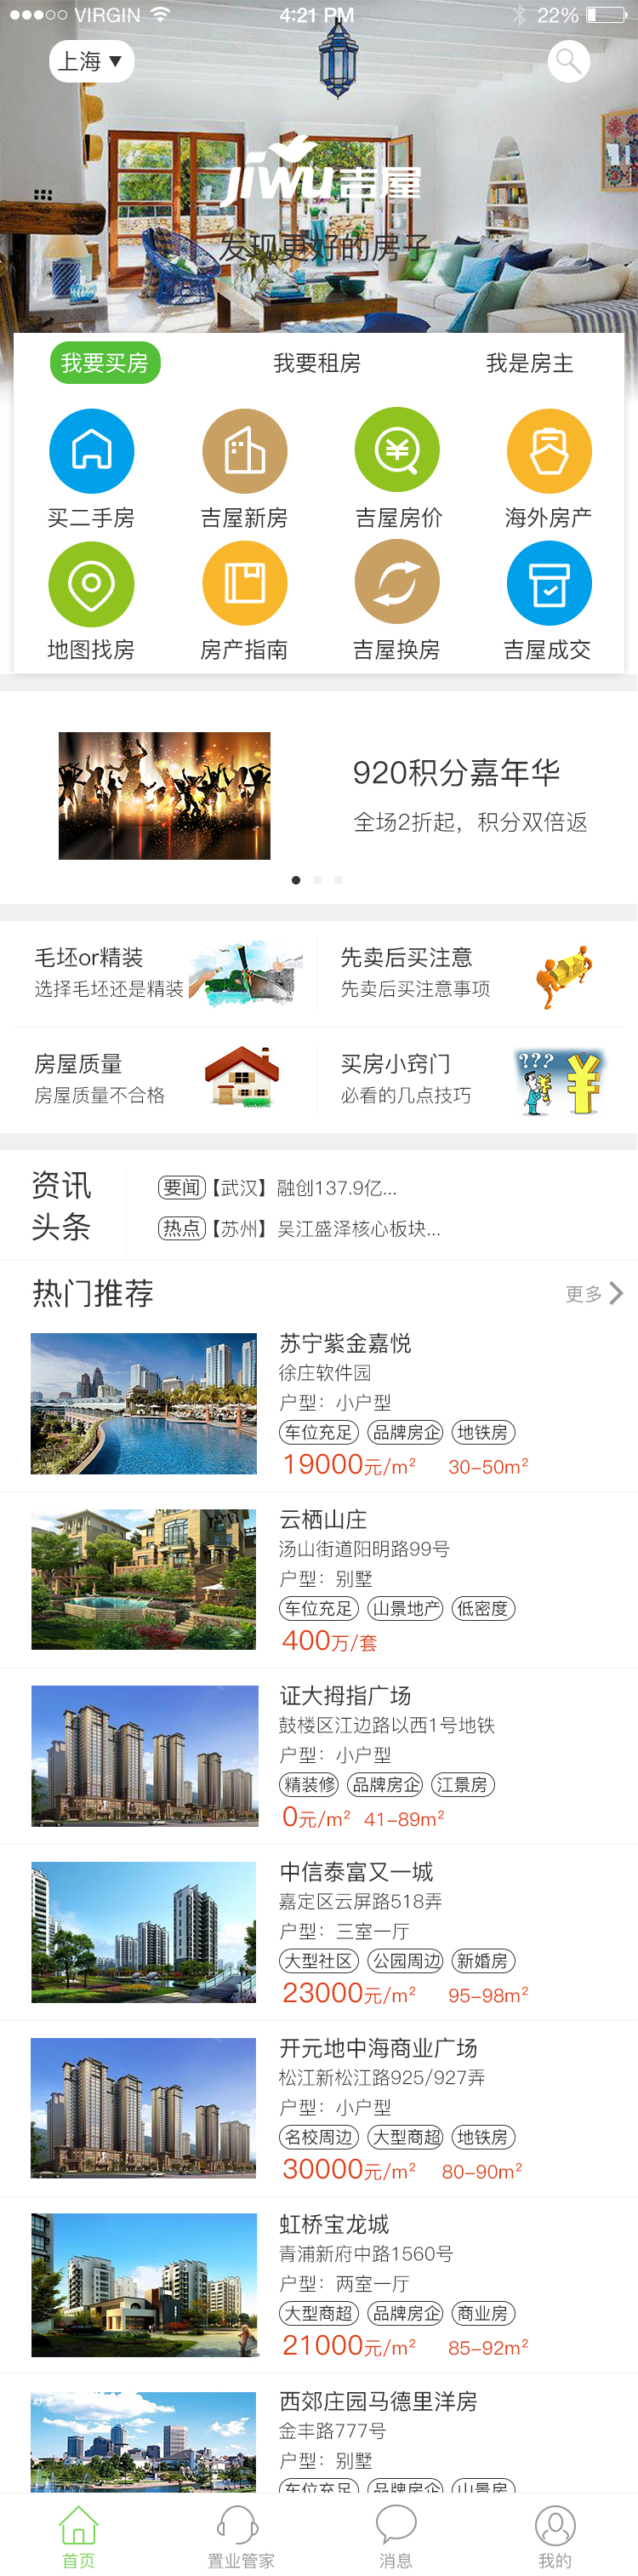 VIRGIN 4:21 PM 22%
上海 ▼
JIWU吉屋
发现更好的房子
我要买房 我要租房 我是房主
买二手房 吉屋新房 吉屋房价 海外房产
地图找房 房产指南 吉屋换房 吉屋成交
920积分嘉年华
全场2折起，积分双倍返
毛坯or精装
选择毛坯还是精装
先卖后买注意
先卖后买注意事项
房屋质量
房屋质量不合格
买房小窍门
必看的几点技巧
???
资讯
头条
要闻【武汉】融创137.9亿...
热点【苏州】吴江盛泽核心板块...
热门推荐 更多
苏宁紫金嘉悦
徐庄软件园
户型：小户型
车位充足 品牌房企 地铁房
19000元/m² 30-50m²
云栖山庄
汤山街道阳明路99号
户型：别墅
车位充足 山景地产 低密度
400万/套
证大拇指广场
鼓楼区江边路以西1号地铁
户型：小户型
精装修 品牌房企 江景房
0元/m² 41-89m²
中信泰富又一城
嘉定区云屏路518弄
户型：三室一厅
大型社区 公园周边 新婚房
23000元/m² 95-98m²
开元地中海商业广场
松江新松江路925/927弄
户型：小户型
名校周边 大型商超 地铁房
30000元/m² 80-90m²
虹桥宝龙城
青浦新府中路1560号
户型：两室一厅
大型商超 品牌房企 商业房
21000元/m² 85-92m²
西郊庄园马德里洋房
金丰路777号
户型：别墅
车位充足 品牌房企 山景房
首页 置业管家 消息 我的